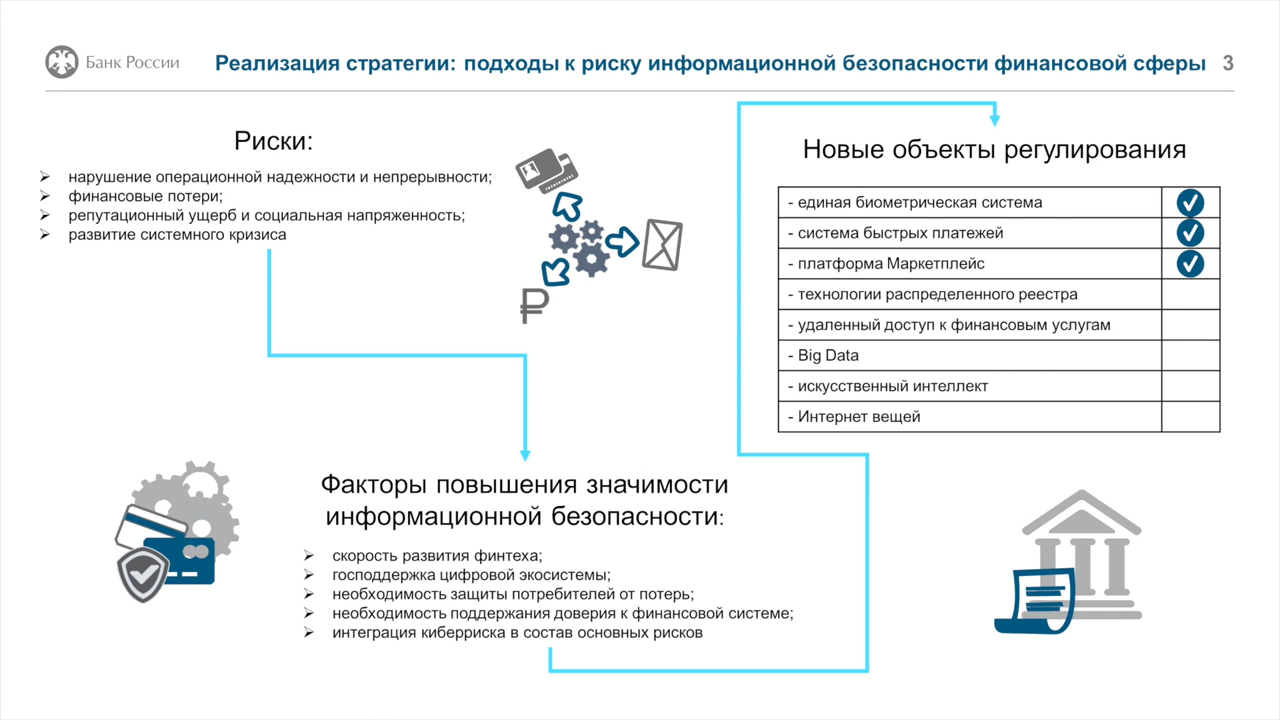 Банк России
Реализация стратегии: подходы к риску информационной безопасности финансовой сферы 3
Риски:
нарушение операционной надежности и непрерывности;
финансовые потери;
репутационный ущерб и социальная напряженность;
развитие системного кризиса
₽
Факторы повышения значимости
информационной безопасности:
скорость развития финтеха;
господдержка цифровой экосистемы;
необходимость защиты потребителей от потерь;
необходимость поддержания доверия к финансовой системе;
интеграция киберриска в состав основных рисков
Новые объекты регулирования
- единая биометрическая система
- система быстрых платежей
- платформа Маркетплейс
- технологии распределенного реестра
- удаленный доступ к финансовым услугам
- Big Data
- искусственный интеллект
- Интернет вещей